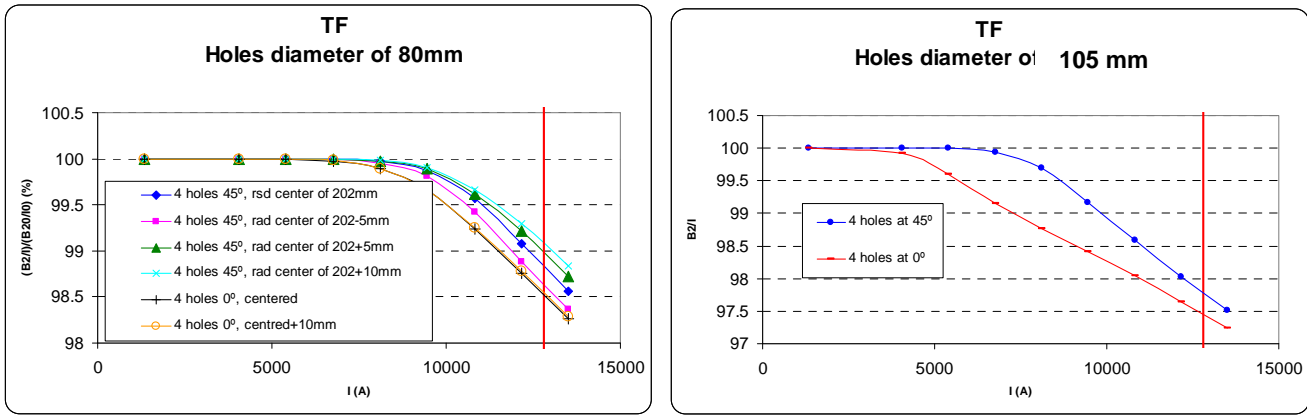 TF
Holes diameter of 80mm
100.5
100
99.5
99
98.5
98
(B2/I)/(B20/I0) (%)
4 holes 45º, rsd center of 202mm
4 holes 45º, rad center of 202-5mm
4 holes 45º, rad center of 202+5mm
4 holes 45º, rad center of 202+10mm
4 holes 0º, centered
4 holes 0º, centred+10mm
0 5000 10000 15000
I (A)
TF
Holes diameter of 105 mm
100.5
100
99.5
99
98.5
98
97.5
97
B2/I
4 holes at 45º
4 holes at 0º
0 5000 10000 15000
I (A)